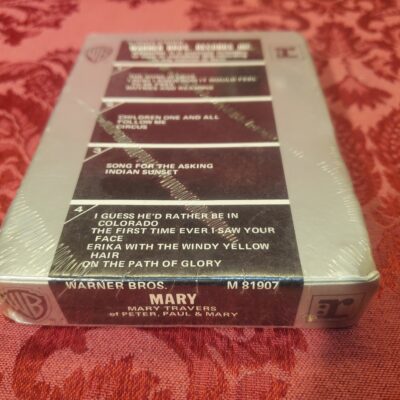 WARNER BROS. RECORDS INC.
2
CHILDREN ONE AND ALL
FOLLOW ME
CIRCUS
3
SONG FOR THE ASKING
INDIAN SUNSET
4
I GUESS HE'D RATHER BE IN
COLORADO
THE FIRST TIME EVER I SAW YOUR
FACE
ERIKA WITH THE WINDY YELLOW
HAIR
ON THE PATH OF GLORY
WARNER BROS. M 81907
MARY
MARY TRAVERS
of PETER, PAUL & MARY
WB
r